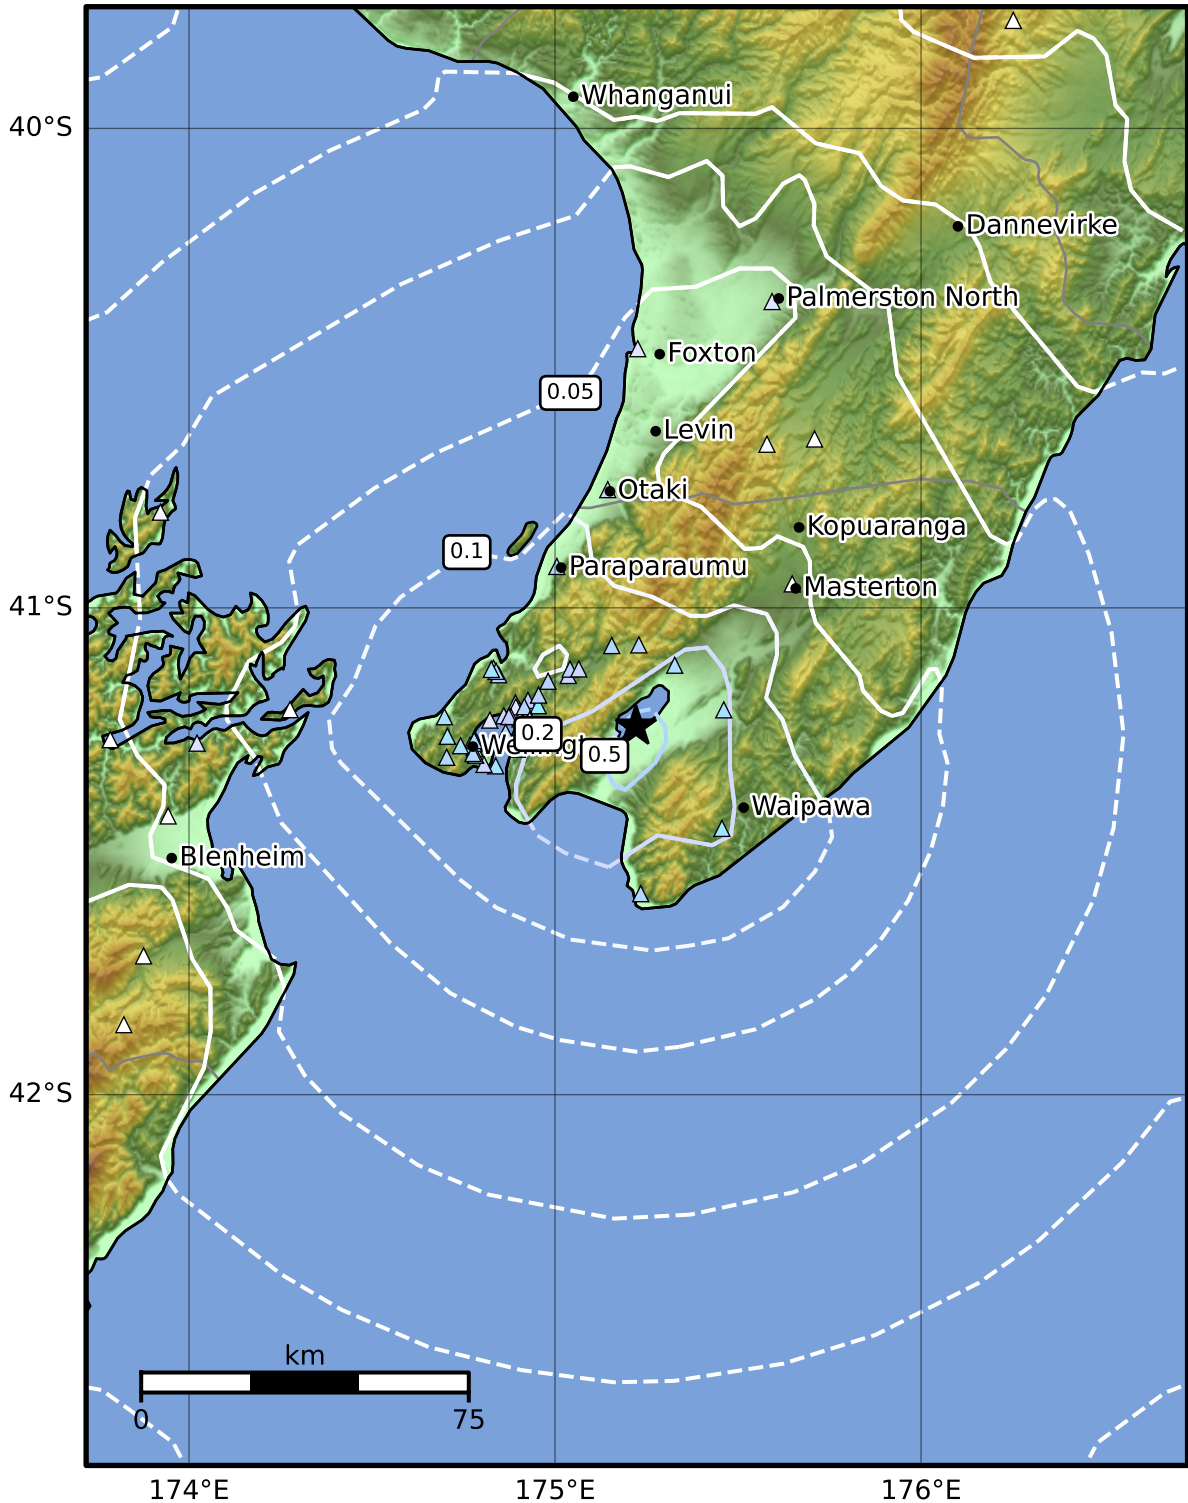 Whanganui
40°S
Dannevirke
Palmerston North
Foxton
0.05
Levin
Otaki
Kopuaranga
0.1
Paraparaumu
Masterton
41°S
0.2
Wellingt
0.5
Waipawa
Blenheim
42°S
km
0 75
174°E 175°E 176°E